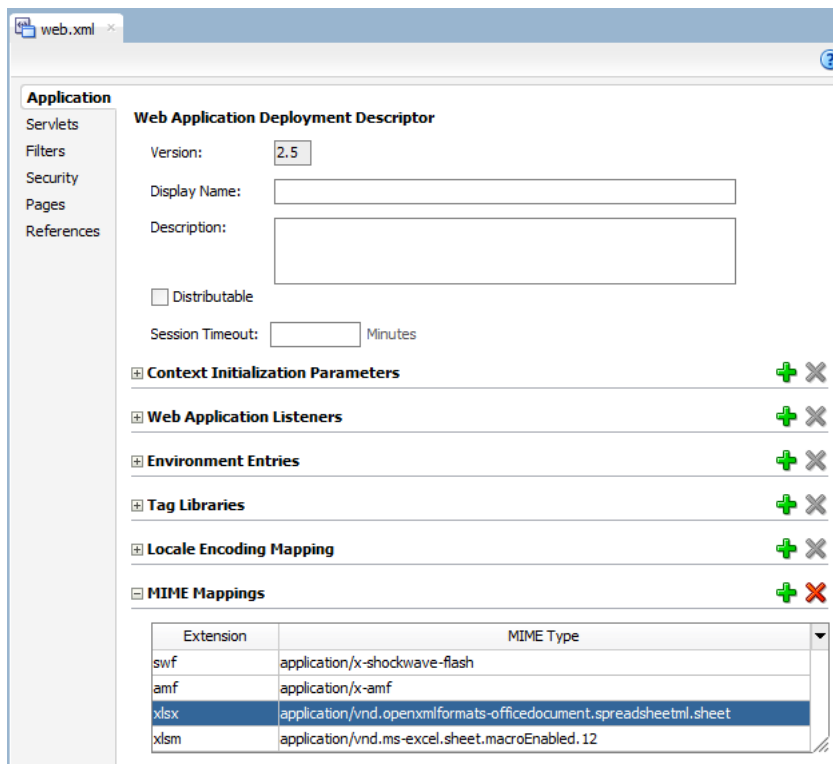 web.xml
Application
Servlets
Filters
Security
Pages
References
Web Application Deployment Descriptor
Version: 2.5
Display Name:
Description:
Distributable
Session Timeout: Minutes
Context Initialization Parameters
Web Application Listeners
Environment Entries
Tag Libraries
Locale Encoding Mapping
MIME Mappings
Extension MIME Type
swf application/x-shockwave-flash
amf application/x-amf
xlsx application/vnd.openxmlformats-officedocument.spreadsheetml.sheet
xlsm application/vnd.ms-excel.sheet.macroEnabled.12